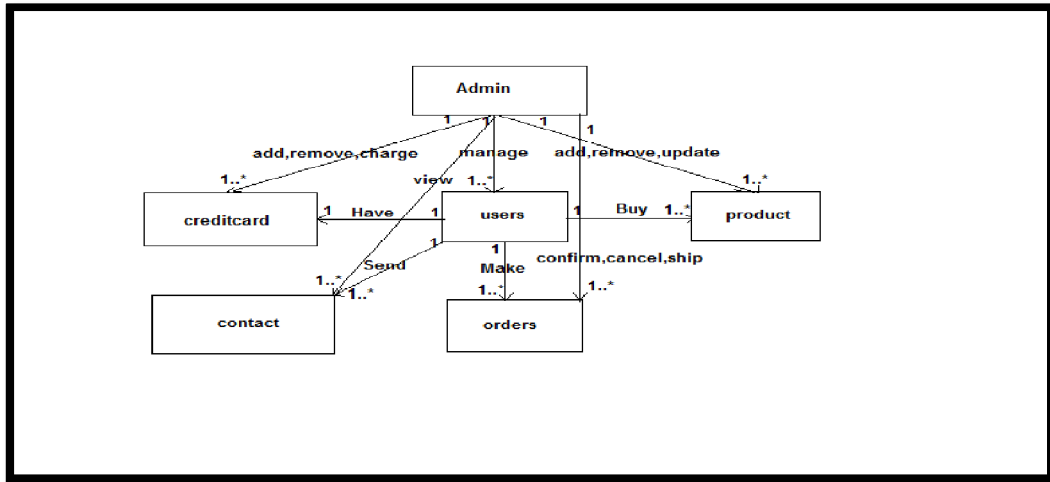 Admin
1 1 1 1
add,remove,charge manage add,remove,update
1..* view 1..* 1..*
creditcard 1 Have 1 users 1 Buy 1..* product
1 Send 1 Make confirm,cancel,ship
1..* 1..* 1..* 1..*
contact orders